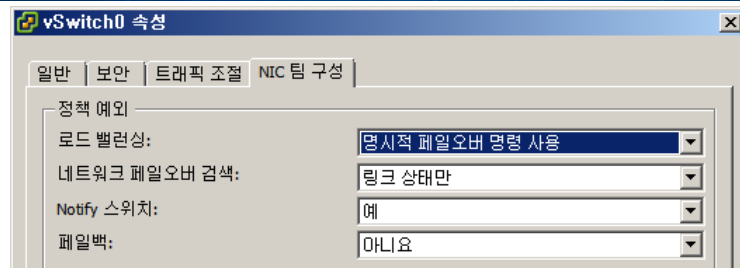 vSwitch0 속성
일반 보안 트래픽 조절 NIC 팀 구성
정책 예외
로드 밸런싱: 명시적 페일오버 명령 사용
네트워크 페일오버 검색: 링크 상태만
Notify 스위치: 예
페일백: 아니요